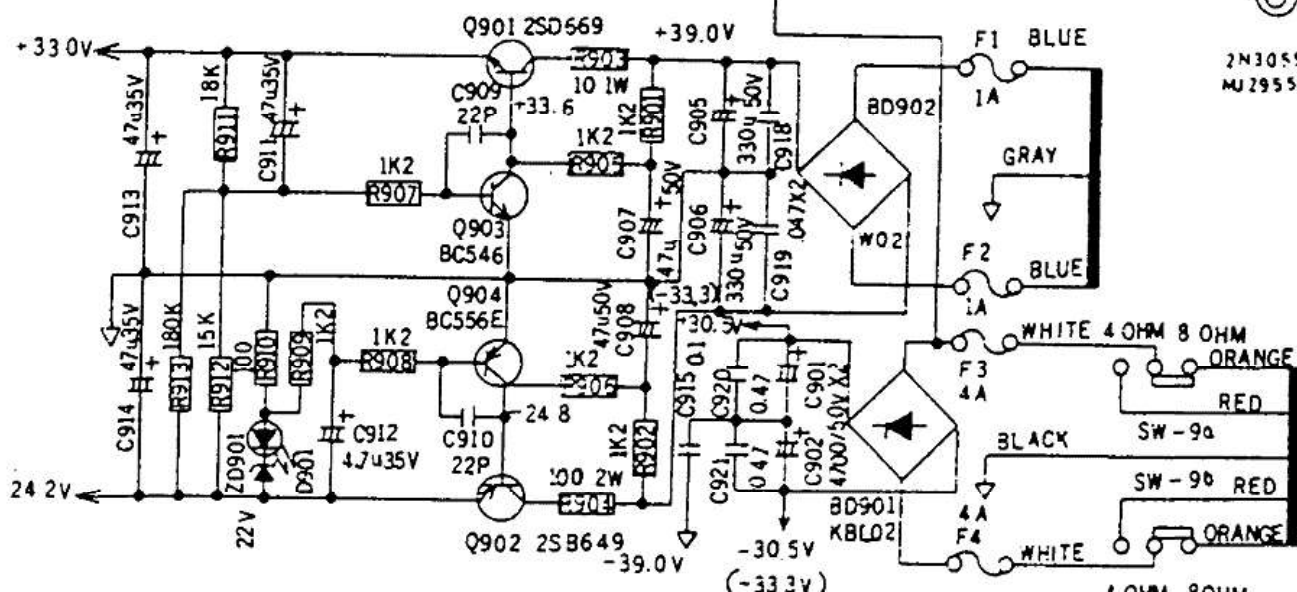 Q901 2SD669
+33.0V
+39.0V
F1 BLUE
2N3055
MJ2955
R903
10 1W
1A
C909
22P
+33.6
18K
R911
47u35V
C911
47u35V
C913
1K2
R901
C905
330u50V
C918
BD902
1K2
R905
GRAY
1K2
R907
Q903
BC546
50V
C907
47u
C906
330u50V
C919
.047X2
W02
F2
BLUE
1A
Q904
BC556E
(-33.3)
+30.5V
47u35V
C914
180K
R913
15K
R912
100
R910
R909
1K2
1K2
R908
47u50V
C908
1K2
R906
0.1
C915
C920
0.47
C901
F3
4A
WHITE 4 OHM 8 OHM
ORANGE
RED
SW-9a
-24.8
C910
22P
C912
4.7u35V
ZD901
D901
22V
1K2
R902
C921
0.47
C902
4700/50V X2
BLACK
SW-9b RED
24.2V
100 2W
R904
BD901
KBL02
4A
F4
WHITE
ORANGE
Q902 2SB649
-39.0V
-30.5V
(-33.3V)
4 OHM 8OHM